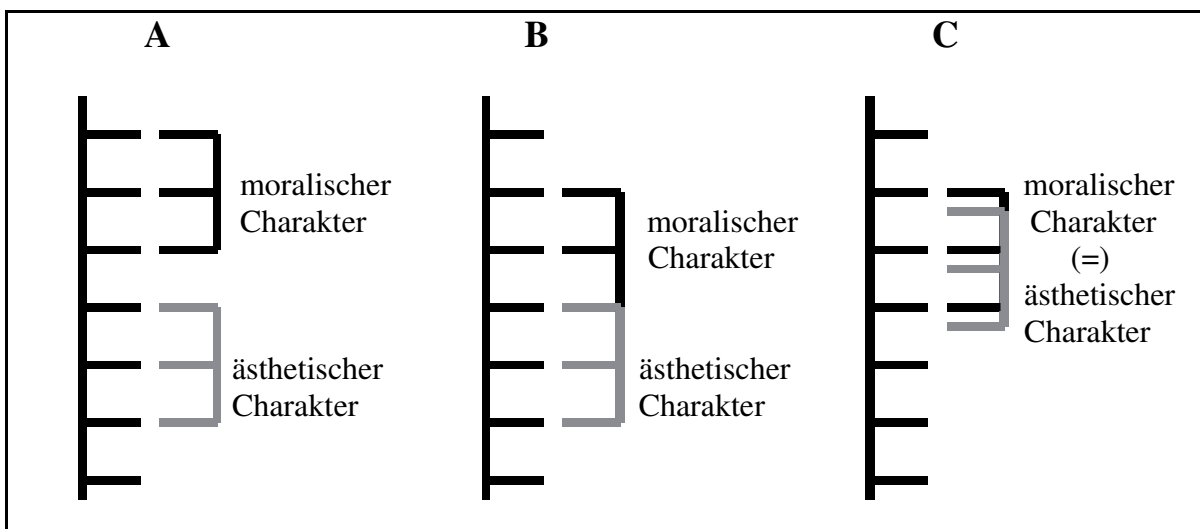 A
B
C
moralischer
Charakter
ästhetischer
Charakter
moralischer
Charakter
ästhetischer
Charakter
moralischer
Charakter
(=)
ästhetischer
Charakter